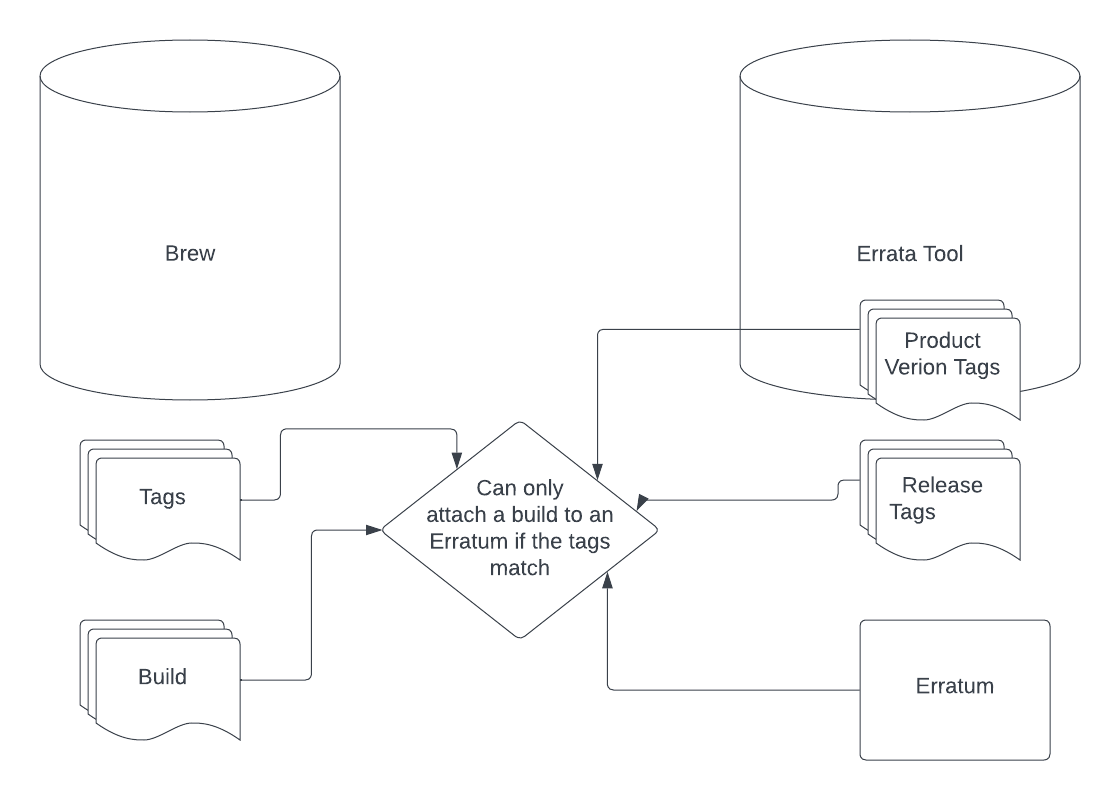 Brew
Errata Tool
Product
Verion Tags
Tags
Can only
attach a build to an
Erratum if the tags
match
Release
Tags
Build
Erratum